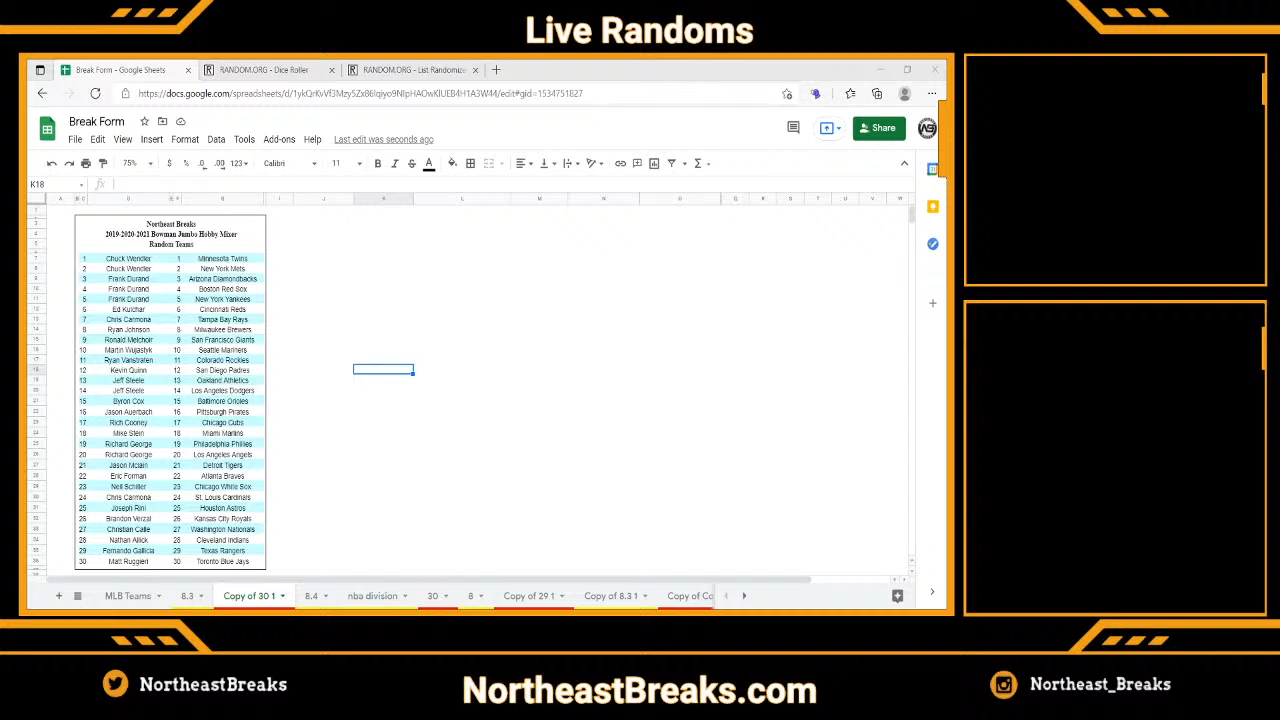 Live Randoms
Break Form - Google Sheets
RANDOM.ORG - Dice Roller
RANDOM.ORG - List Randomize
Break Form
File Edit View Insert Format Data Tools Add-ons Help Last edit was seconds ago
Share
75% $ % .0 .00 123 Calibri 11 B I S A
K18
Northeast Breaks
2019-2020-2021 Bowman Jumbo Hobby Mixer
Random Teams
1 Chuck Wendler 1 Minnesota Twins
2 Chuck Wendler 2 New York Mets
3 Frank Durand 3 Arizona Diamondbacks
4 Frank Durand 4 Boston Red Sox
5 Frank Durand 5 New York Yankees
6 Ed Kulchar 6 Cincinnati Reds
7 Chris Carmona 7 Tampa Bay Rays
8 Ryan Johnson 8 Milwaukee Brewers
9 Ronald Melchoir 9 San Francisco Giants
10 Martin Wujastyk 10 Seattle Mariners
11 Ryan Vanstraten 11 Colorado Rockies
12 Kevin Quinn 12 San Diego Padres
13 Jeff Steele 13 Oakland Athletics
14 Jeff Steele 14 Los Angeles Dodgers
15 Byron Cox 15 Baltimore Orioles
16 Jason Auerbach 16 Pittsburgh Pirates
17 Rich Cooney 17 Chicago Cubs
18 Mike Stein 18 Miami Marlins
19 Richard George 19 Philadelphia Phillies
20 Richard George 20 Los Angeles Angels
21 Jason Mclain 21 Detroit Tigers
22 Eric Forman 22 Atlanta Braves
23 Neil Schiller 23 Chicago White Sox
24 Chris Carmona 24 St. Louis Cardinals
25 Joseph Rini 25 Houston Astros
26 Brandon Verzal 26 Kansas City Royals
27 Christian Calle 27 Washington Nationals
28 Nathan Allick 28 Cleveland Indians
29 Fernando Gallicia 29 Texas Rangers
30 Matt Ruggieri 30 Toronto Blue Jays
MLB Teams 8.3 Copy of 30 1 8.4 nba division 30 8 Copy of 29 1 Copy of 8.3 1 Copy of Co
NortheastBreaks
NortheastBreaks.com
Northeast_Breaks